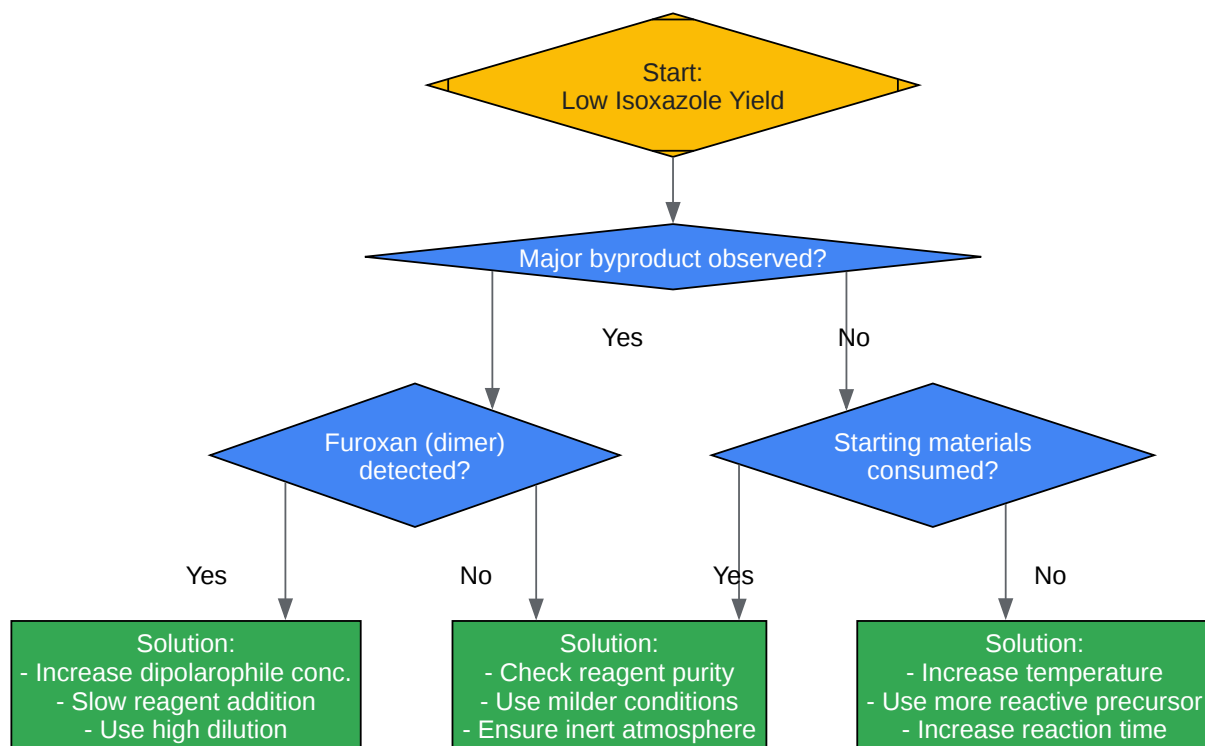 Start:
Low Isoxazole Yield
Major byproduct observed?
Yes
No
Furoxan (dimer)
detected?
Starting materials
consumed?
Yes
No
Yes
No
Solution:
- Increase dipolarophile conc.
- Slow reagent addition
- Use high dilution
Solution:
- Check reagent purity
- Use milder conditions
- Ensure inert atmosphere
Solution:
- Increase temperature
- Use more reactive precursor
- Increase reaction time